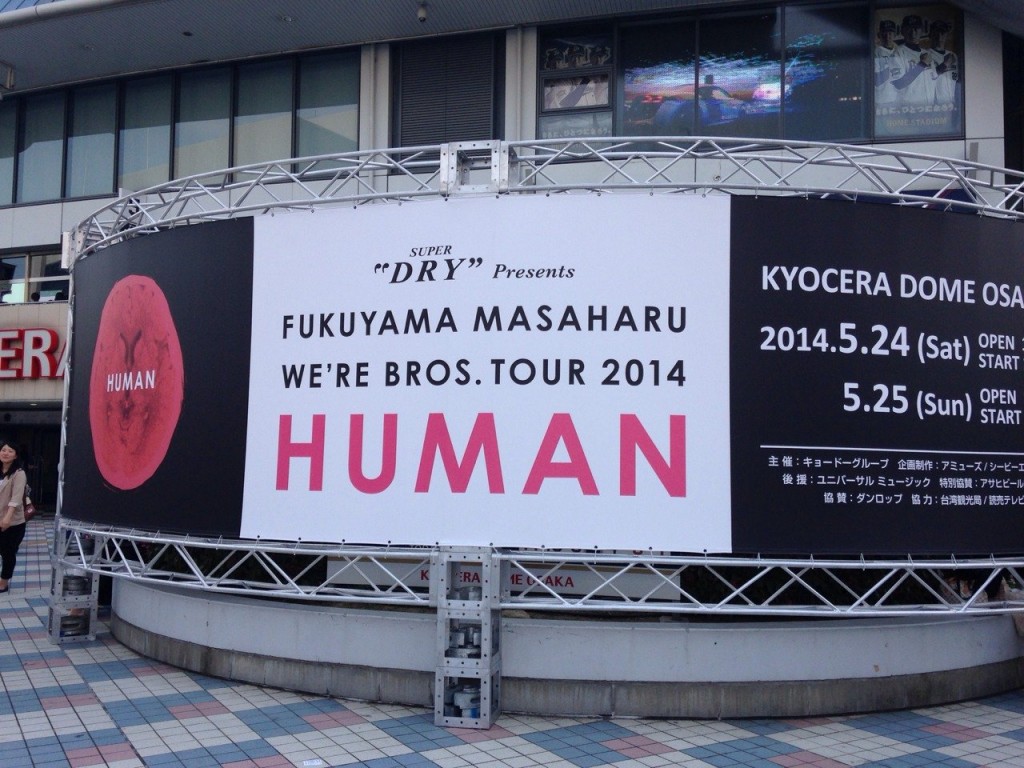 ERA
HUMAN
SUPER
"DRY" Presents
FUKUYAMA MASAHARU
WE'RE BROS. TOUR 2014
HUMAN
KYOCERA DOME OSA
2014.5.24 (Sat) OPEN
START
5.25 (Sun) OPEN
START
主 催：キョードーグループ 企画制作：アミューズ / シービーエ
後 援：ユニバーサル ミュージック 特別協賛：アサヒビール
協 賛：ダンロップ 協 力：台湾観光局 / 読売テレビ
OME OSAKA